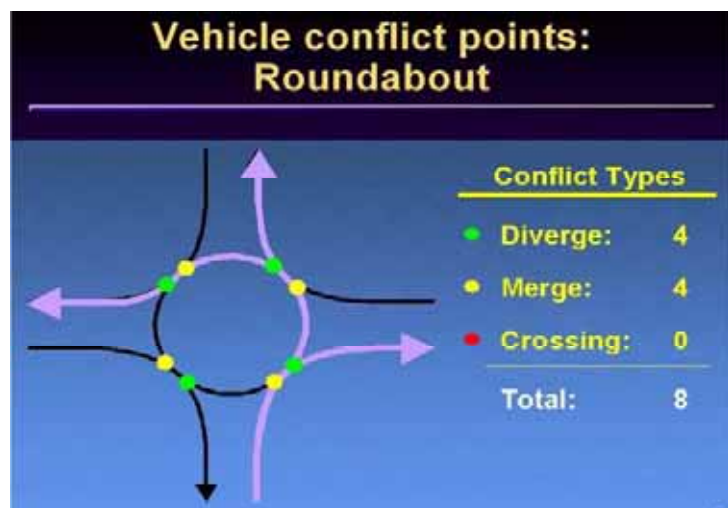 Vehicle conflict points:
Roundabout
Conflict Types
Diverge: 4
Merge: 4
Crossing: 0
Total: 8